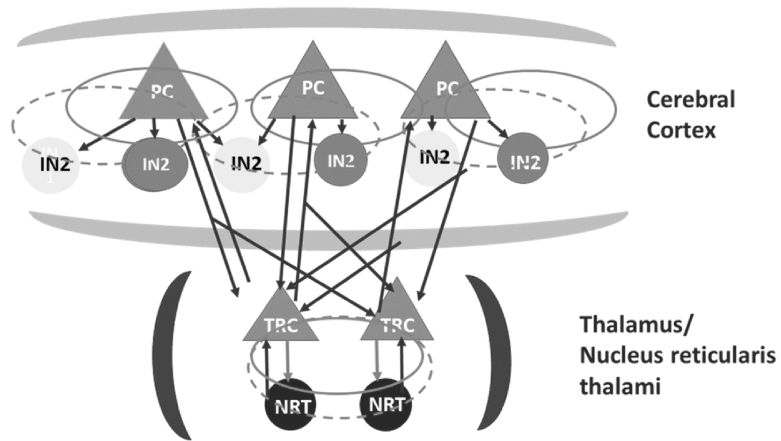 PC PC PC
Cerebral
Cortex
IN2 IN2 IN2 IN2 IN2 IN2
TRC TRC
Thalamus/
Nucleus reticularis
thalami
NRT NRT